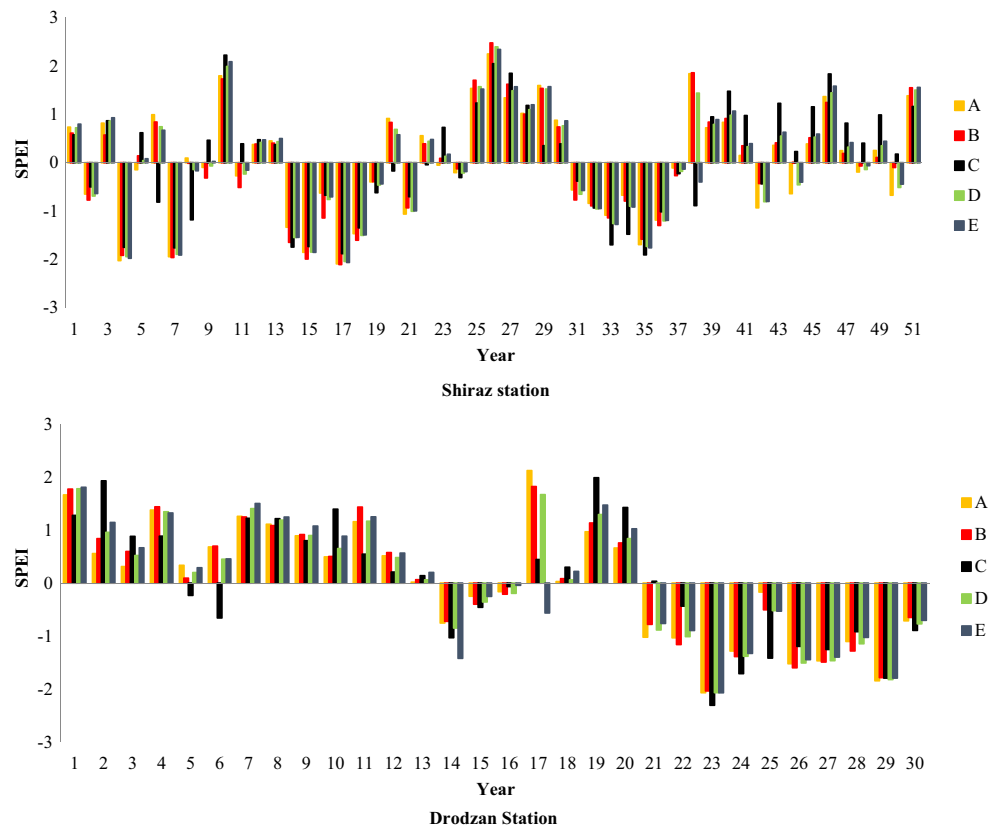 3
2
1
0
-1
-2
-3
SPEI
1 3 5 7 9 11 13 15 17 19 21 23 25 27 29 31 33 35 37 39 41 43 45 47 49 51
Year
A
B
C
D
E
Shiraz station
3
2
1
0
-1
-2
-3
SPEI
1 2 3 4 5 6 7 8 9 10 11 12 13 14 15 16 17 18 19 20 21 22 23 24 25 26 27 28 29 30
Year
A
B
C
D
E
Drodzan Station